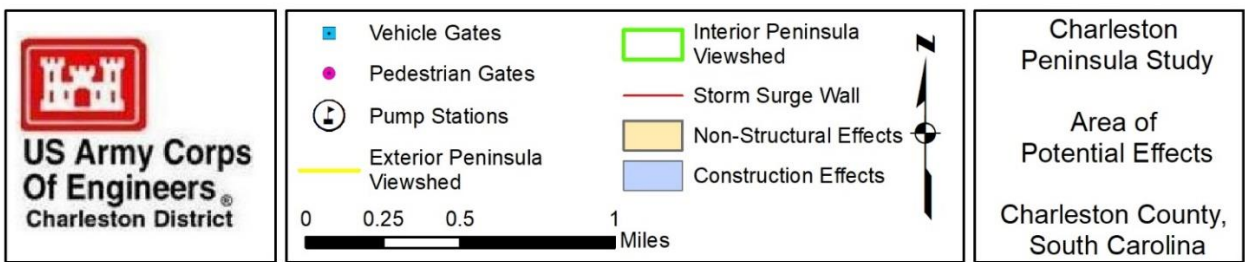 US Army Corps
Of Engineers®
Charleston District
Vehicle Gates
Pedestrian Gates
Pump Stations
Exterior Peninsula
Viewshed
Interior Peninsula
Viewshed
Storm Surge Wall
Non-Structural Effects
Construction Effects
0 0.25 0.5 1
Miles
N
Charleston
Peninsula Study
Area of
Potential Effects
Charleston County,
South Carolina